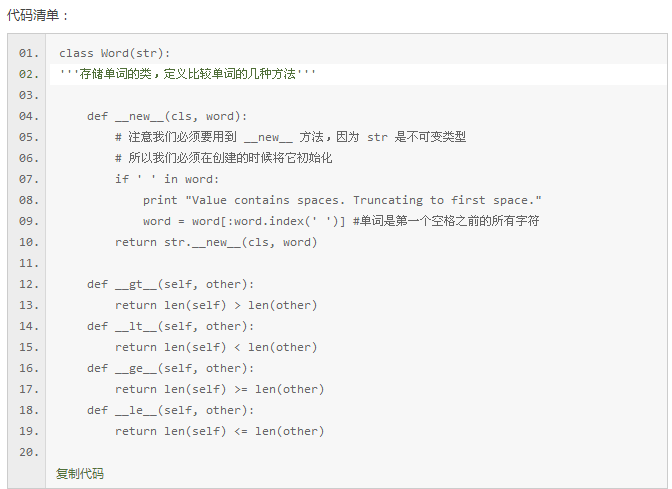 代码清单：
01. class Word(str):
02. '''存储单词的类，定义比较单词的几种方法'''
03.
04.     def __new__(cls, word):
05.         # 注意我们必须要用到 __new__ 方法，因为 str 是不可变类型
06.         # 所以我们必须在创建的时候将它初始化
07.         if ' ' in word:
08.             print "Value contains spaces. Truncating to first space."
09.             word = word[:word.index(' ')] #单词是第一个空格之前的所有字符
10.         return str.__new__(cls, word)
11.
12.     def __gt__(self, other):
13.         return len(self) > len(other)
14.     def __lt__(self, other):
15.         return len(self) < len(other)
16.     def __ge__(self, other):
17.         return len(self) >= len(other)
18.     def __le__(self, other):
19.         return len(self) <= len(other)
20.
复制代码